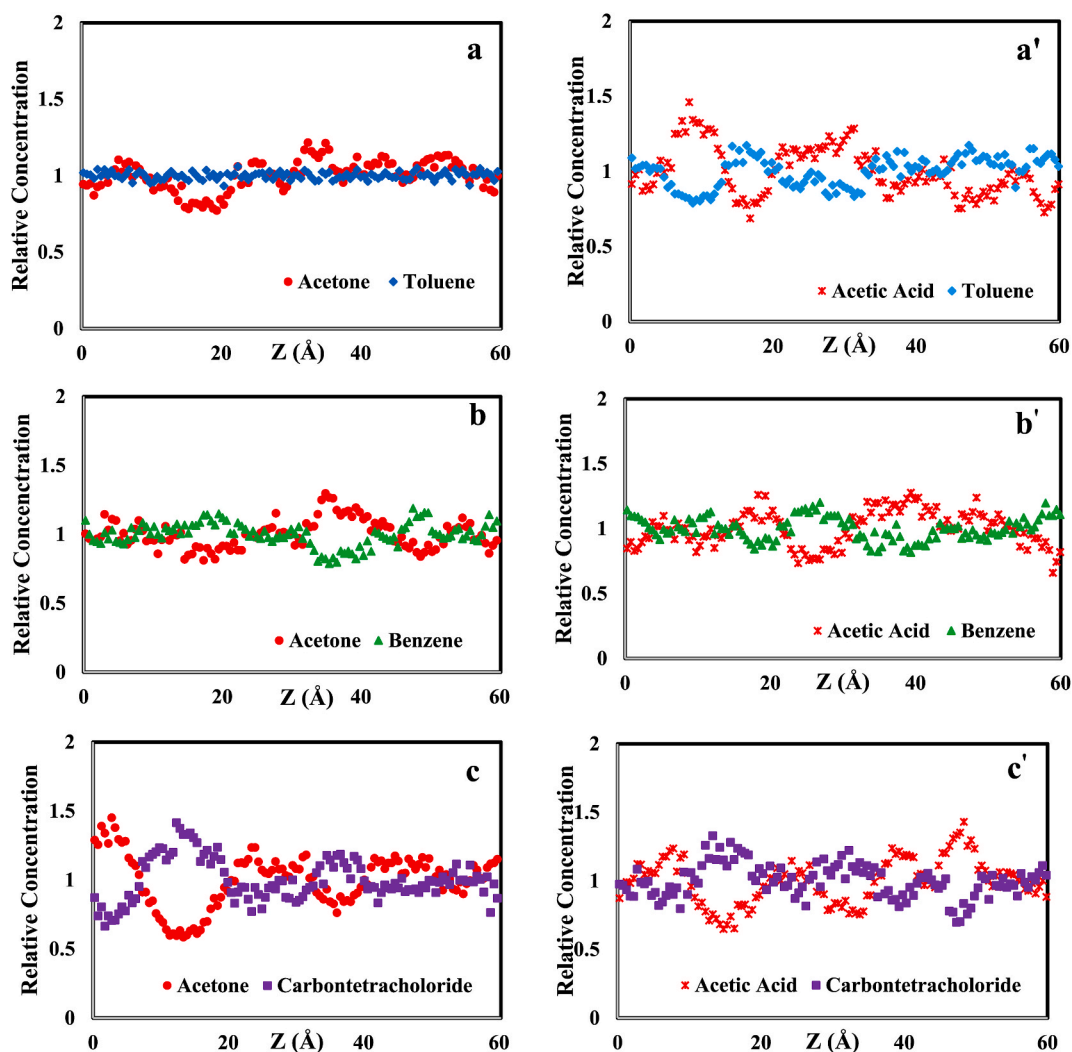 a
Relative Concentration
2
1.5
1
0.5
0
Acetone Toluene
0 20 40 60
Z (Å)
a'
Relative Concentration
2
1.5
1
0.5
0
Acetic Acid Toluene
0 20 40 60
Z (Å)
b
Relative Concenctration
2
1.5
1
0.5
0
Acetone Benzene
0 20 40 60
Z (Å)
b'
Relative Concentration
2
1.5
1
0.5
0
Acetic Acid Benzene
0 20 40 60
Z (Å)
c
Relative Concentration
2
1.5
1
0.5
0
Acetone Carbontetracholoride
0 20 40 60
Z (Å)
c'
Relative Concentration
2
1.5
1
0.5
0
Acetic Acid Carbontetracholoride
0 20 40 60
Z (Å)